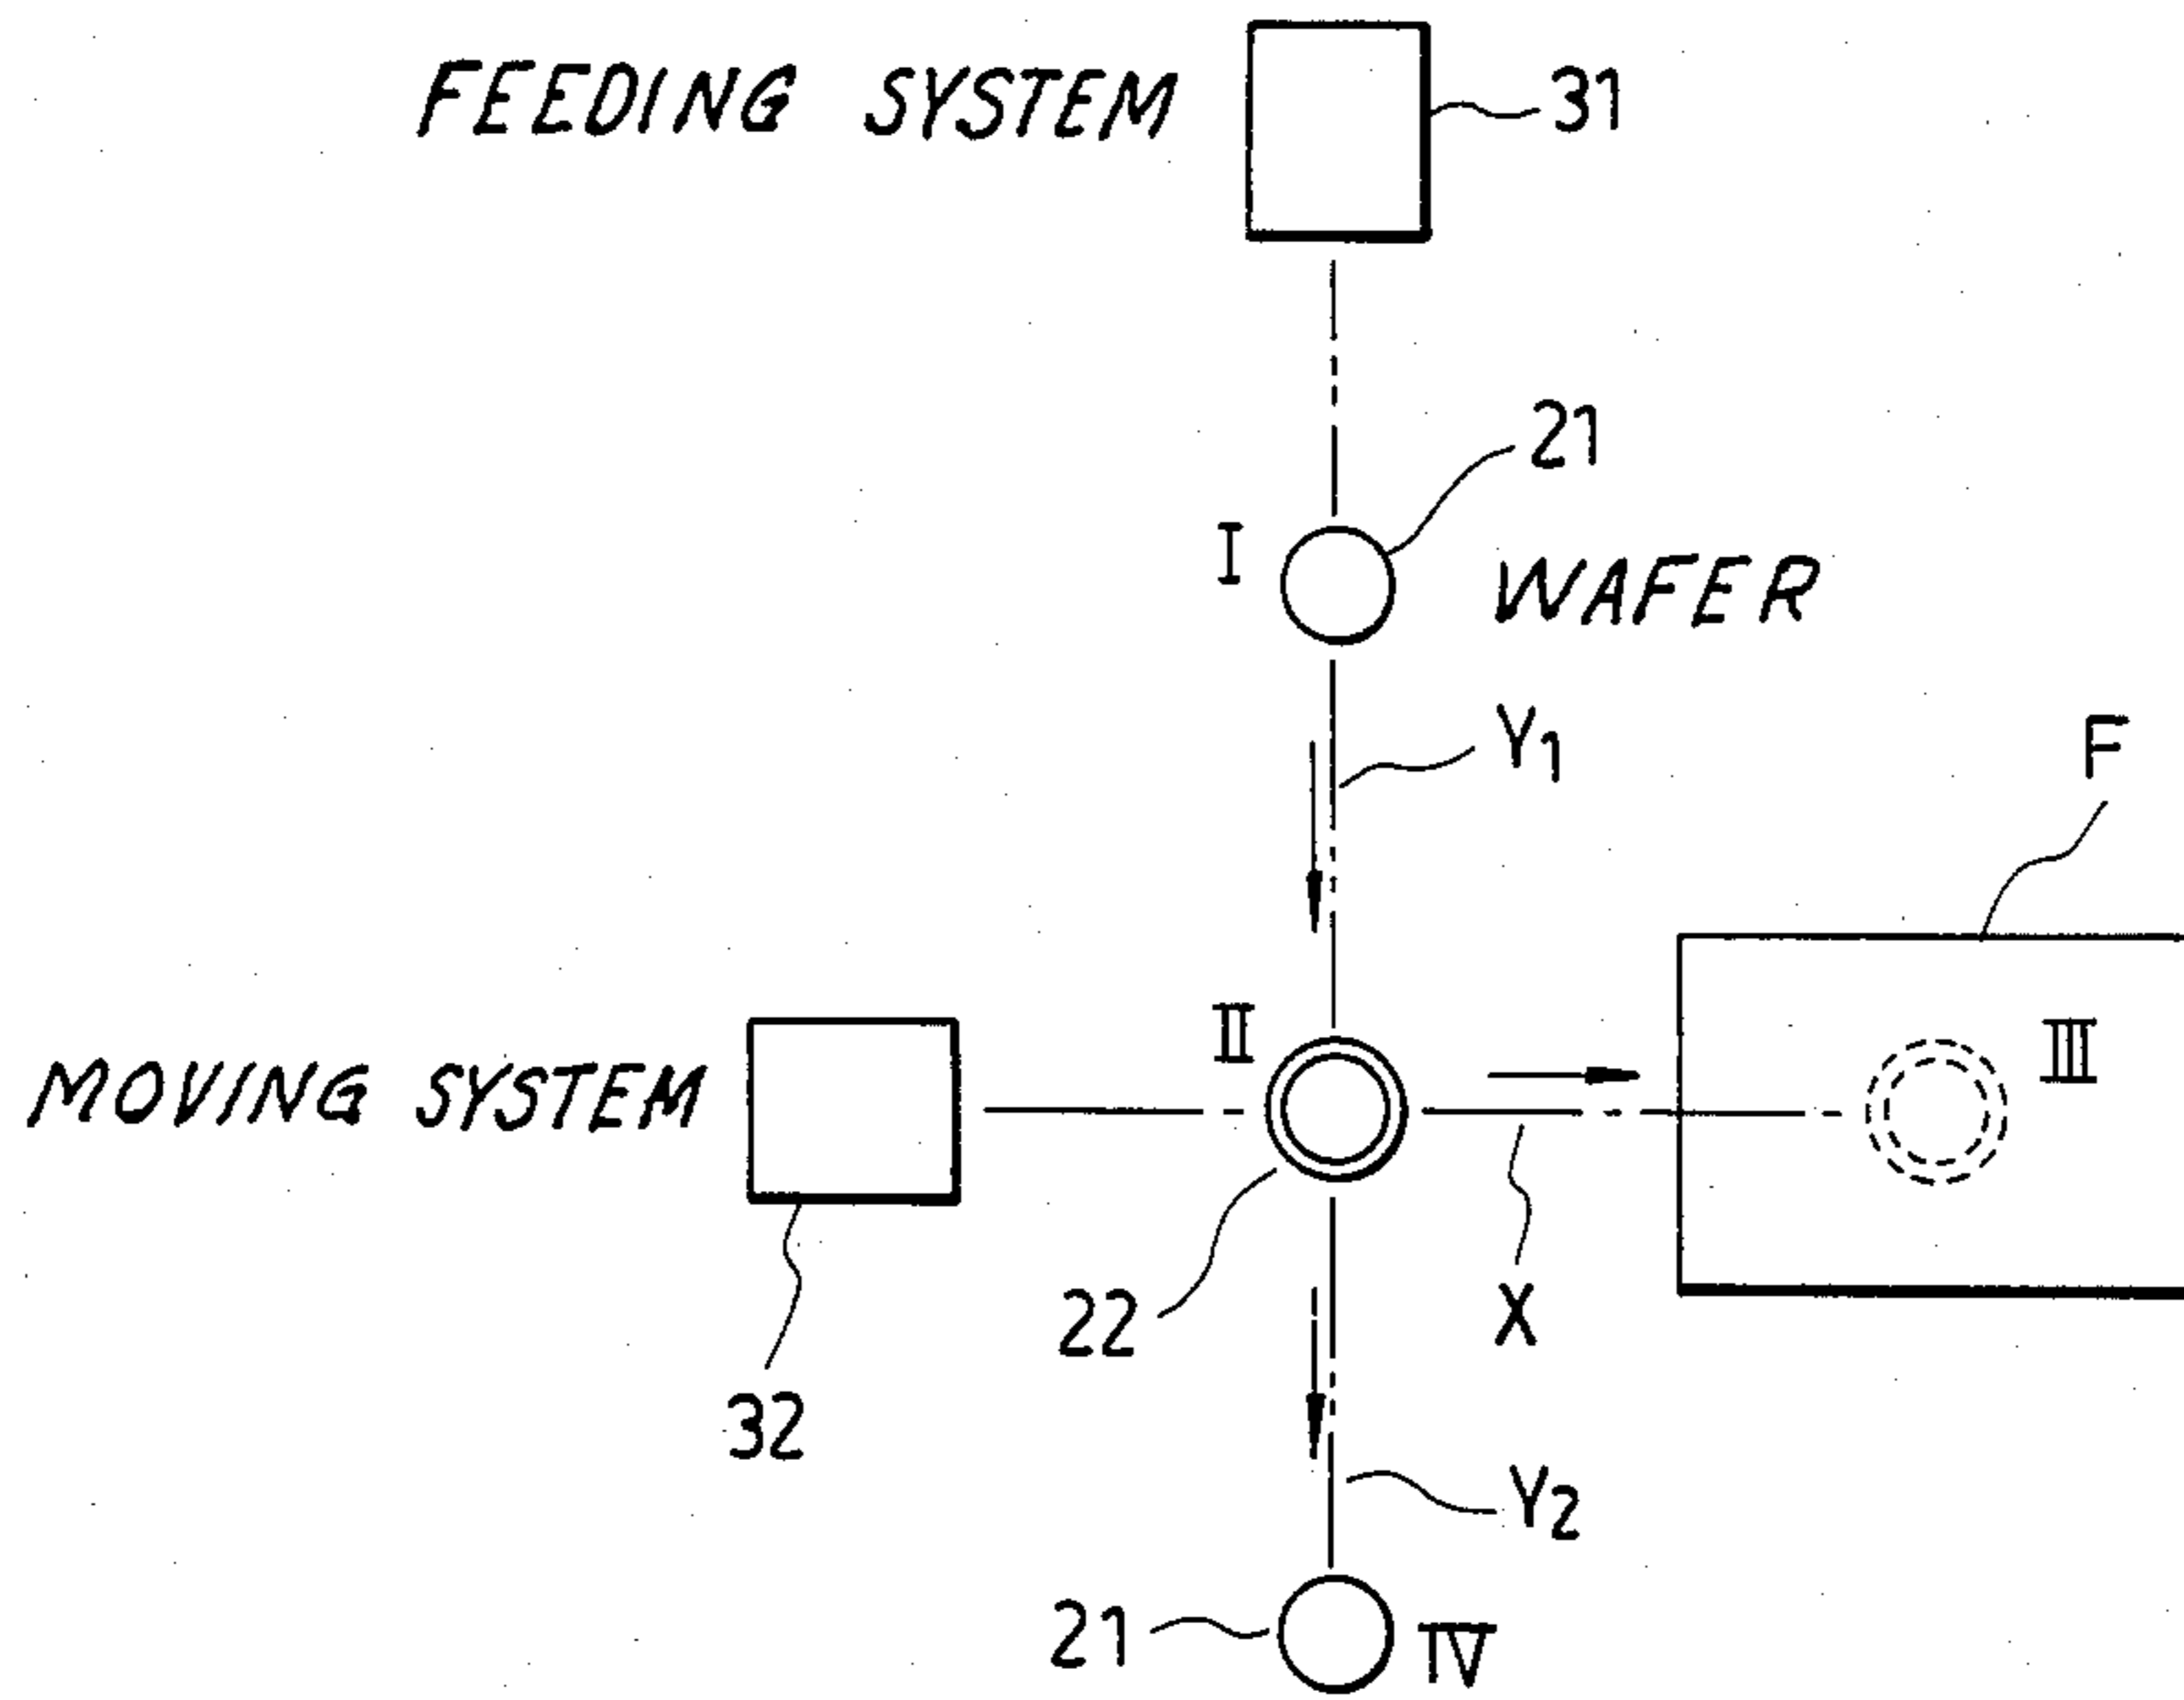 FEEDING SYSTEM
31
21
I
WAFER
Y1
F
II
III
MOVING SYSTEM
22
X
32
Y2
21
IV